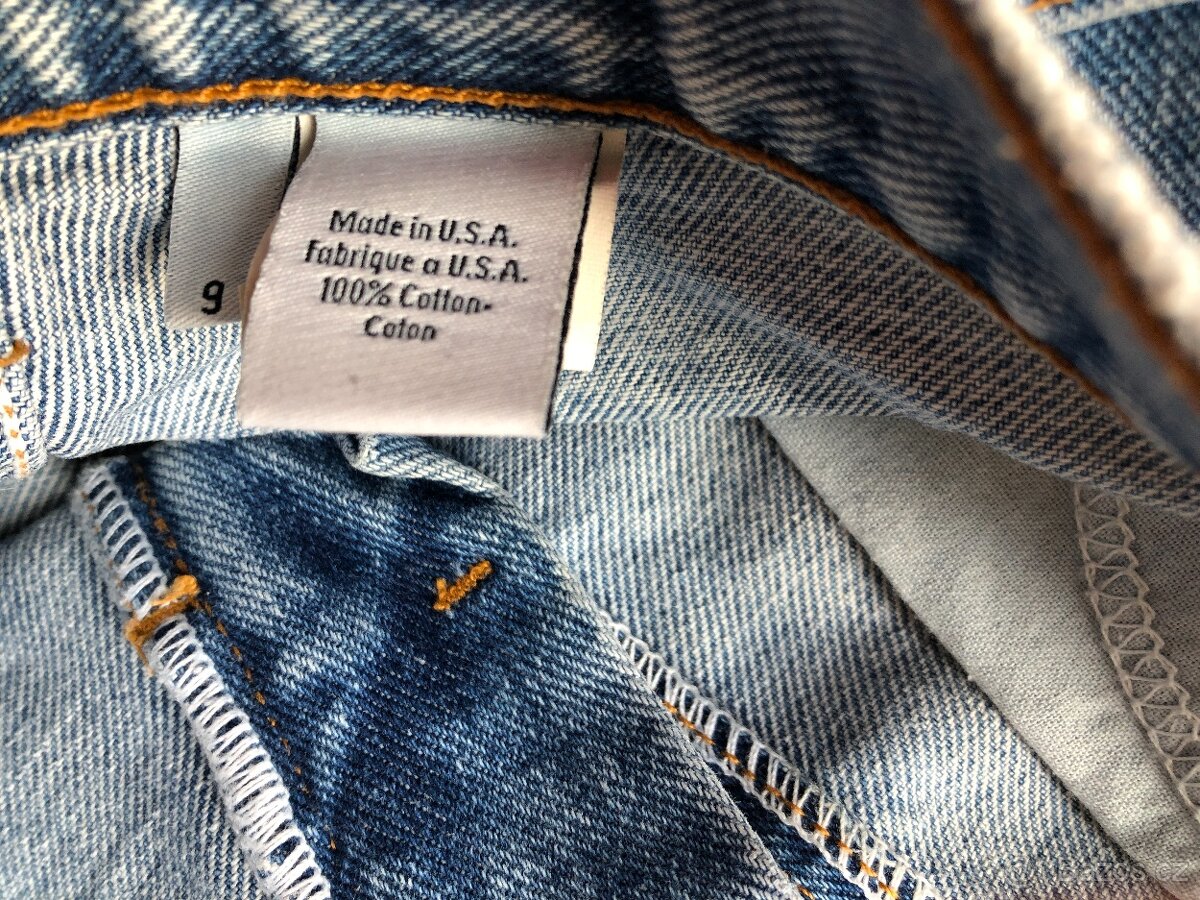 9
Made in U.S.A.
Fabrique a U.S.A.
100% Cotton-
Coton